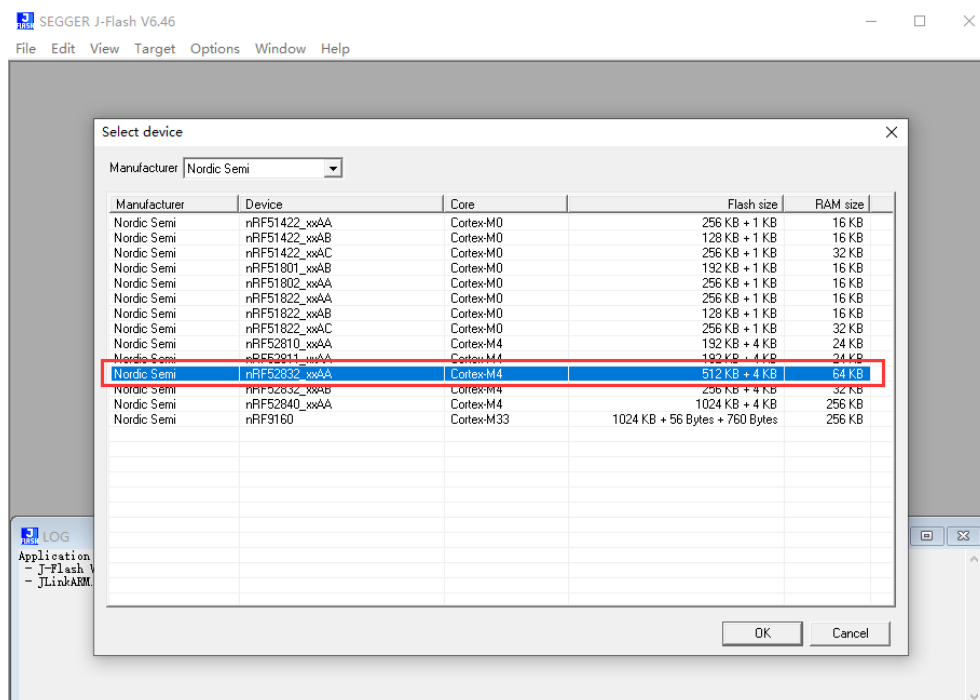 SEGGER J-Flash V6.46
File Edit View Target Options Window Help
Select device
Manufacturer Nordic Semi
Manufacturer Device Core Flash size RAM size
Nordic Semi nRF51422_xxAA Cortex-M0 256 KB + 1 KB 16 KB
Nordic Semi nRF51422_xxAB Cortex-M0 128 KB + 1 KB 16 KB
Nordic Semi nRF51422_xxAC Cortex-M0 256 KB + 1 KB 32 KB
Nordic Semi nRF51801_xxAB Cortex-M0 192 KB + 1 KB 16 KB
Nordic Semi nRF51802_xxAA Cortex-M0 256 KB + 1 KB 16 KB
Nordic Semi nRF51822_xxAA Cortex-M0 256 KB + 1 KB 16 KB
Nordic Semi nRF51822_xxAB Cortex-M0 128 KB + 1 KB 16 KB
Nordic Semi nRF51822_xxAC Cortex-M0 256 KB + 1 KB 32 KB
Nordic Semi nRF52810_xxAA Cortex-M4 192 KB + 4 KB 24 KB
Nordic Semi nRF52811_xxAA Cortex-M4 192 KB + 4 KB 24 KB
Nordic Semi nRF52832_xxAA Cortex-M4 512 KB + 4 KB 64 KB
Nordic Semi nRF52832_xxAB Cortex-M4 256 KB + 4 KB 32 KB
Nordic Semi nRF52840_xxAA Cortex-M4 1024 KB + 4 KB 256 KB
Nordic Semi nRF9160 Cortex-M33 1024 KB + 56 Bytes + 760 Bytes 256 KB
LOG
Application
- J-Flash V
- JLinkARM.
OK Cancel